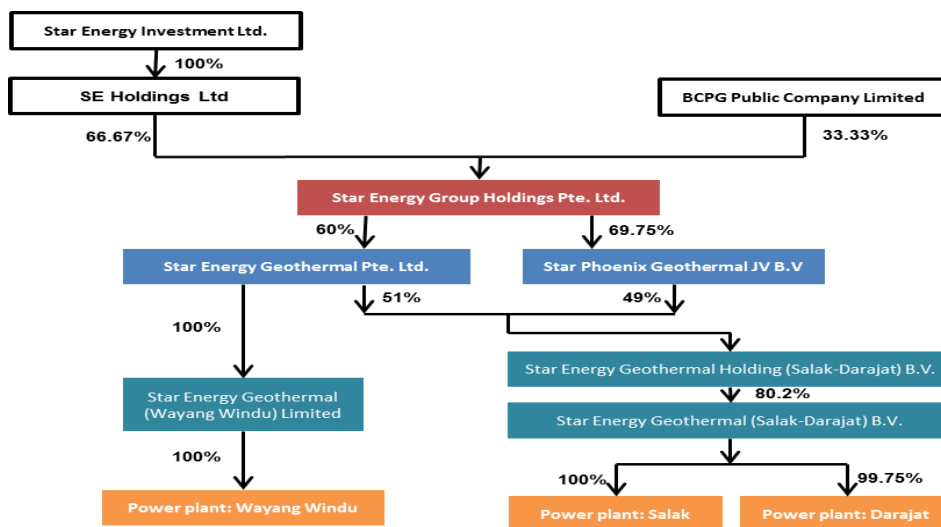 Star Energy Investment Ltd.
100%
SE Holdings Ltd
BCPG Public Company Limited
66.67%
33.33%
Star Energy Group Holdings Pte. Ltd.
60%
69.75%
Star Energy Geothermal Pte. Ltd.
Star Phoenix Geothermal JV B.V
51%
49%
100%
Star Energy Geothermal Holding (Salak-Darajat) B.V.
80.2%
Star Energy Geothermal
(Wayang Windu) Limited
Star Energy Geothermal (Salak-Darajat) B.V.
100%
100%
99.75%
Power plant: Wayang Windu
Power plant: Salak
Power plant: Darajat